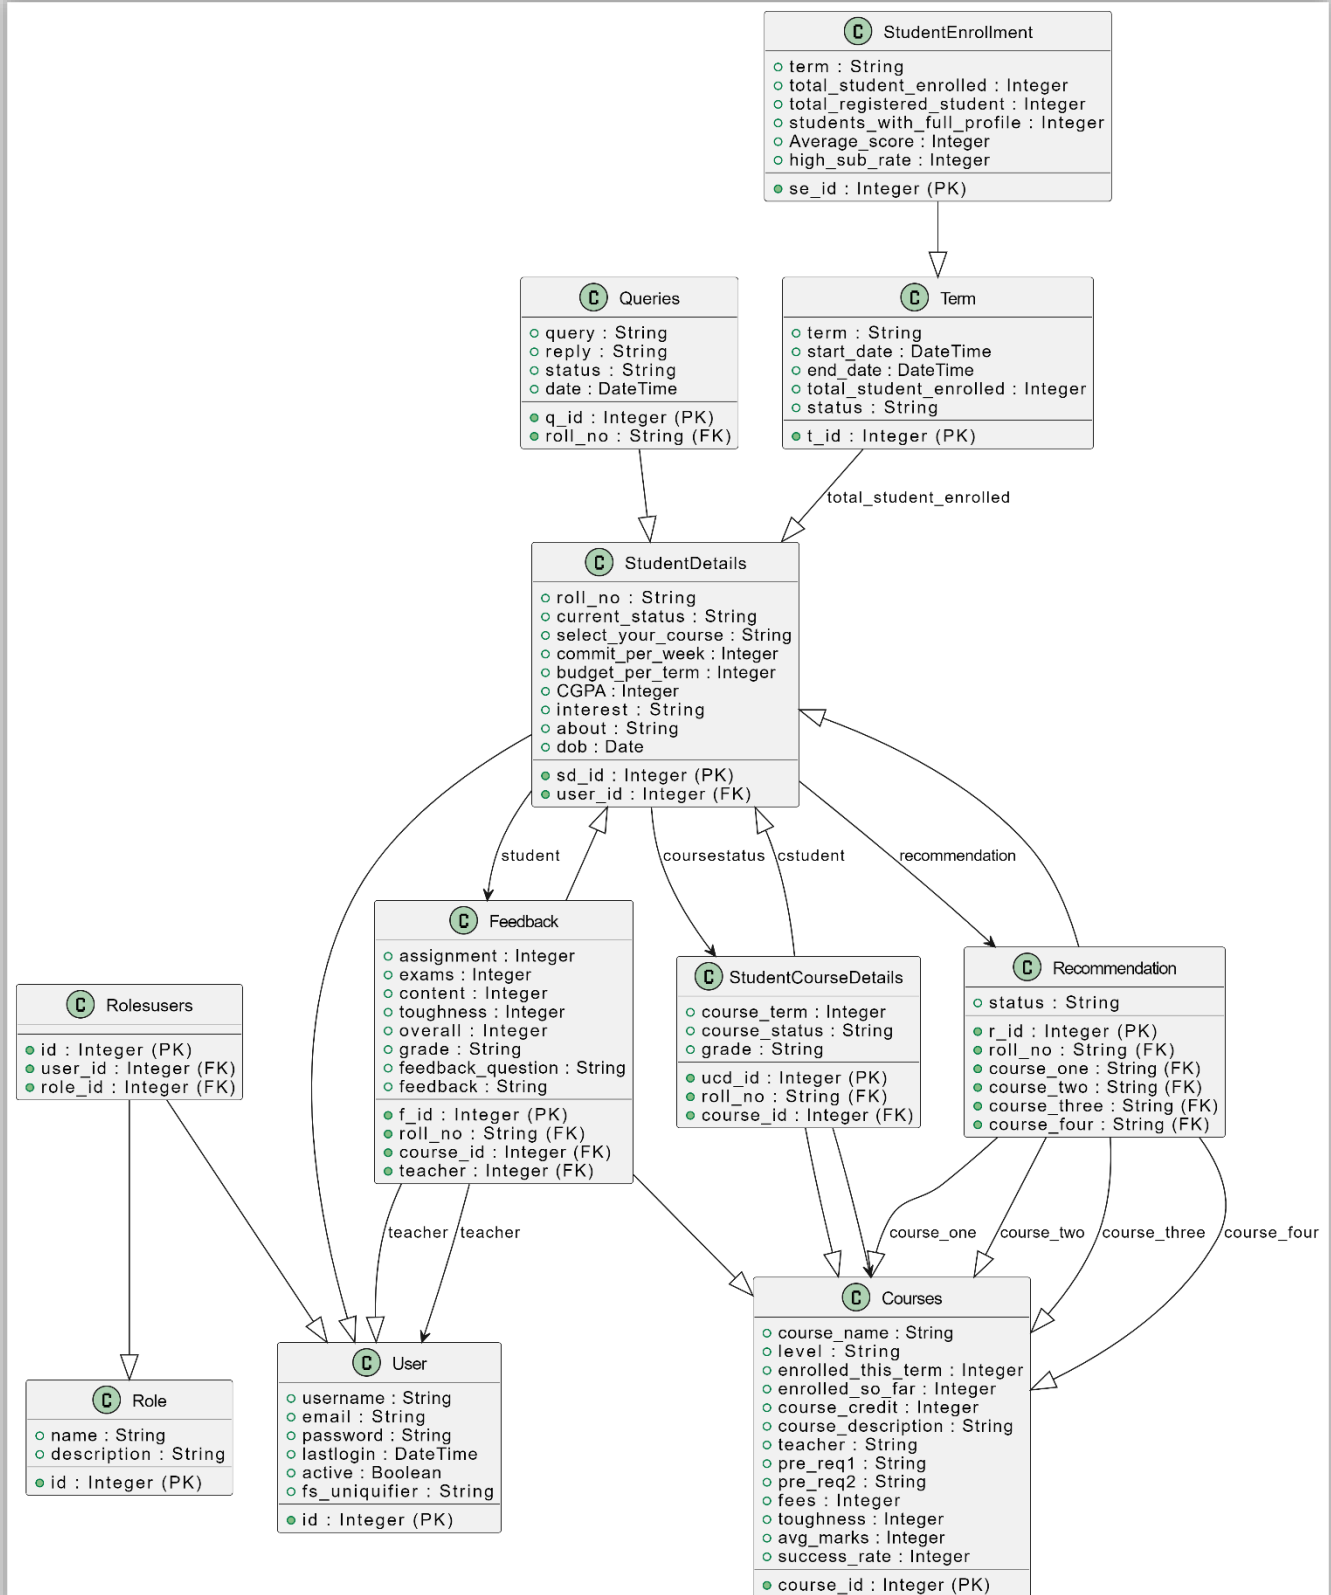 C StudentEnrollment
term : String
total_student_enrolled : Integer
total_registered_student : Integer
students_with_full_profile : Integer
Average_score : Integer
high_sub_rate : Integer
se_id : Integer (PK)
C Queries
query : String
reply : String
status : String
date : DateTime
q_id : Integer (PK)
roll_no : String (FK)
C Term
term : String
start_date : DateTime
end_date : DateTime
total_student_enrolled : Integer
status : String
t_id : Integer (PK)
total_student_enrolled
C StudentDetails
roll_no : String
current_status : String
select_your_course : String
commit_per_week : Integer
budget_per_term : Integer
CGPA : Integer
interest : String
about : String
dob : Date
sd_id : Integer (PK)
user_id : Integer (FK)
student
coursestatus
cstudent
recommendation
C Feedback
assignment : Integer
exams : Integer
content : Integer
toughness : Integer
overall : Integer
grade : String
feedback_question : String
feedback : String
f_id : Integer (PK)
roll_no : String (FK)
course_id : Integer (FK)
teacher : Integer (FK)
C StudentCourseDetails
course_term : Integer
course_status : String
grade : String
ucd_id : Integer (PK)
roll_no : String (FK)
course_id : Integer (FK)
C Recommendation
status : String
r_id : Integer (PK)
roll_no : String (FK)
course_one : String (FK)
course_two : String (FK)
course_three : String (FK)
course_four : String (FK)
C Rolesusers
id : Integer (PK)
user_id : Integer (FK)
role_id : Integer (FK)
teacher
teacher
course_one
course_two
course_three
course_four
C Role
name : String
description : String
id : Integer (PK)
C User
username : String
email : String
password : String
lastlogin : DateTime
active : Boolean
fs_uniquifier : String
id : Integer (PK)
C Courses
course_name : String
level : String
enrolled_this_term : Integer
enrolled_so_far : Integer
course_credit : Integer
course_description : String
teacher : String
pre_req1 : String
pre_req2 : String
fees : Integer
toughness : Integer
avg_marks : Integer
success_rate : Integer
course_id : Integer (PK)